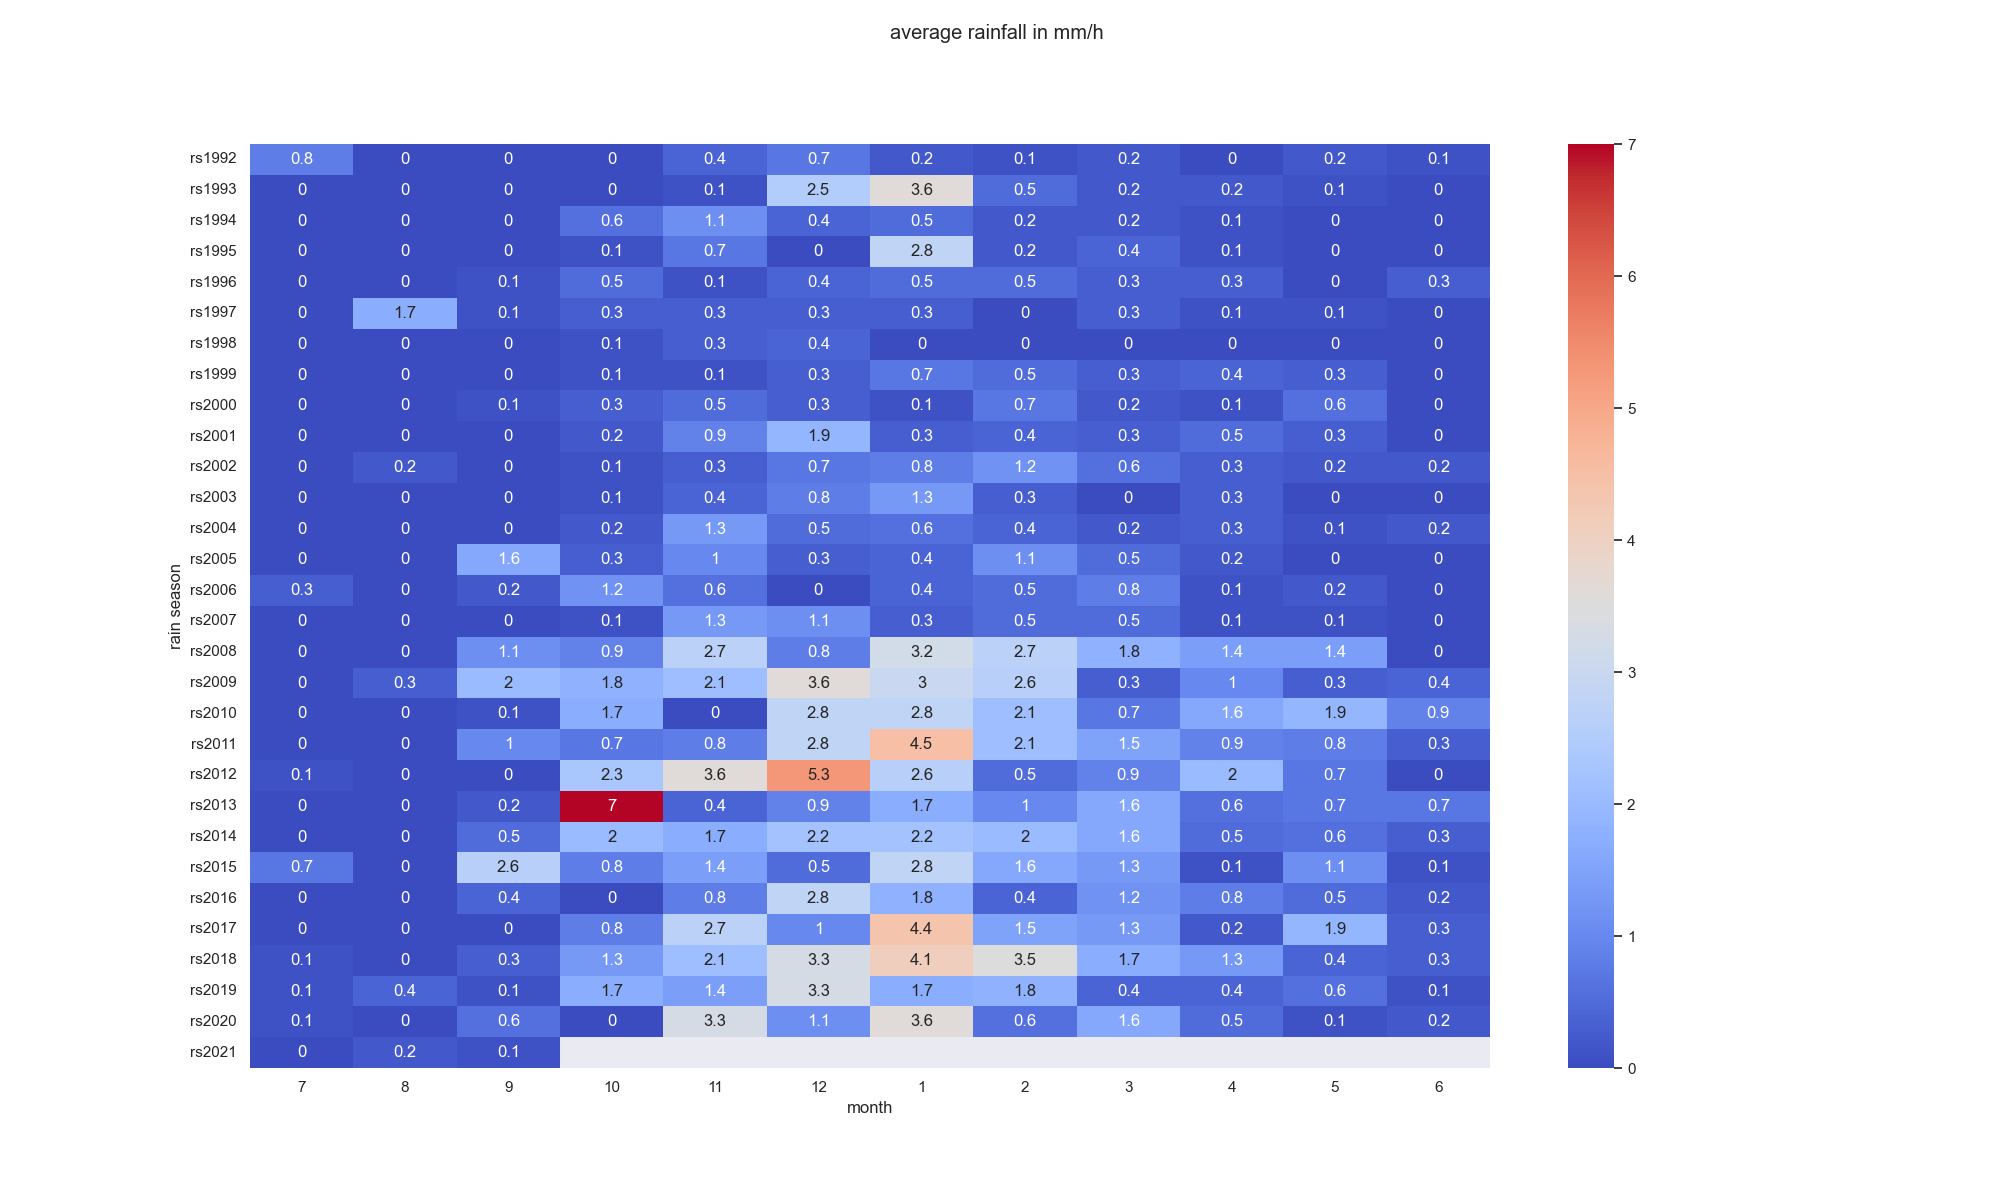 average rainfall in mm/h
rs1992 0.8 0 0 0 0.4 0.7 0.2 0.1 0.2 0 0.2 0.1
rs1993 0 0 0 0 0.1 2.5 3.6 0.5 0.2 0.2 0.1 0
rs1994 0 0 0 0.6 1.1 0.4 0.5 0.2 0.2 0.1 0 0
rs1995 0 0 0 0.1 0.7 0 2.8 0.2 0.4 0.1 0 0
rs1996 0 0 0.1 0.5 0.1 0.4 0.5 0.5 0.3 0.3 0 0.3
rs1997 0 1.7 0.1 0.3 0.3 0.3 0.3 0 0.3 0.1 0.1 0
rs1998 0 0 0 0.1 0.3 0.4 0 0 0 0 0 0
rs1999 0 0 0 0.1 0.1 0.3 0.7 0.5 0.3 0.4 0.3 0
rs2000 0 0 0.1 0.3 0.5 0.3 0.1 0.7 0.2 0.1 0.6 0
rs2001 0 0 0 0.2 0.9 1.9 0.3 0.4 0.3 0.5 0.3 0
rs2002 0 0.2 0 0.1 0.3 0.7 0.8 1.2 0.6 0.3 0.2 0.2
rs2003 0 0 0 0.1 0.4 0.8 1.3 0.3 0 0.3 0 0
rs2004 0 0 0 0.2 1.3 0.5 0.6 0.4 0.2 0.3 0.1 0.2
rs2005 0 0 1.6 0.3 1 0.3 0.4 1.1 0.5 0.2 0 0
rs2006 0.3 0 0.2 1.2 0.6 0 0.4 0.5 0.8 0.1 0.2 0
rs2007 0 0 0 0.1 1.3 1.1 0.3 0.5 0.5 0.1 0.1 0
rs2008 0 0 1.1 0.9 2.7 0.8 3.2 2.7 1.8 1.4 1.4 0
rs2009 0 0.3 2 1.8 2.1 3.6 3 2.6 0.3 1 0.3 0.4
rs2010 0 0 0.1 1.7 0 2.8 2.8 2.1 0.7 1.6 1.9 0.9
rs2011 0 0 1 0.7 0.8 2.8 4.5 2.1 1.5 0.9 0.8 0.3
rs2012 0.1 0 0 2.3 3.6 5.3 2.6 0.5 0.9 2 0.7 0
rs2013 0 0 0.2 7 0.4 0.9 1.7 1 1.6 0.6 0.7 0.7
rs2014 0 0 0.5 2 1.7 2.2 2.2 2 1.6 0.5 0.6 0.3
rs2015 0.7 0 2.6 0.8 1.4 0.5 2.8 1.6 1.3 0.1 1.1 0.1
rs2016 0 0 0.4 0 0.8 2.8 1.8 0.4 1.2 0.8 0.5 0.2
rs2017 0 0 0 0.8 2.7 1 4.4 1.5 1.3 0.2 1.9 0.3
rs2018 0.1 0 0.3 1.3 2.1 3.3 4.1 3.5 1.7 1.3 0.4 0.3
rs2019 0.1 0.4 0.1 1.7 1.4 3.3 1.7 1.8 0.4 0.4 0.6 0.1
rs2020 0.1 0 0.6 0 3.3 1.1 3.6 0.6 1.6 0.5 0.1 0.2
rs2021 0 0.2 0.1
7 8 9 10 11 12 1 2 3 4 5 6
month
rain season
7
6
5
4
3
2
1
0